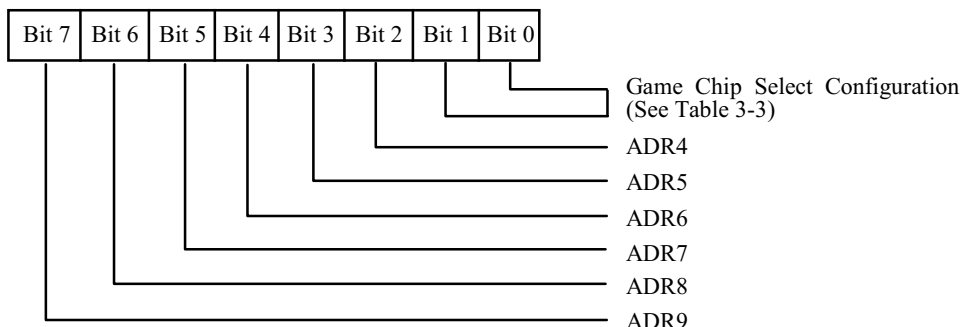 Bit 7 Bit 6 Bit 5 Bit 4 Bit 3 Bit 2 Bit 1 Bit 0
Game Chip Select Configuration
(See Table 3-3)
ADR4
ADR5
ADR6
ADR7
ADR8
ADR9